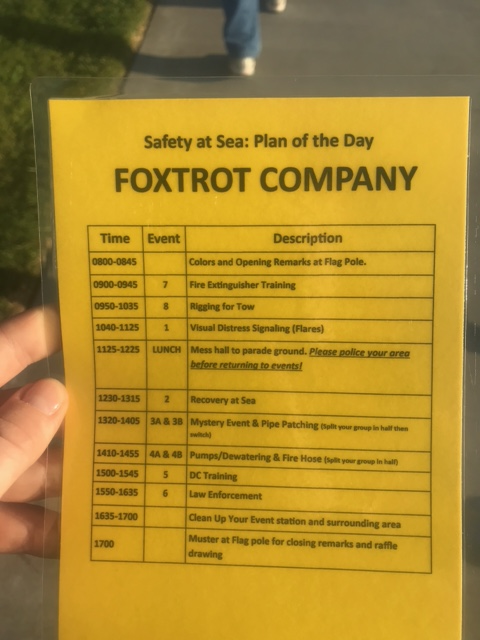 Safety at Sea: Plan of the Day
FOXTROT COMPANY
Time Event Description
0800-0845 Colors and Opening Remarks at Flag Pole.
0900-0945 7 Fire Extinguisher Training
0950-1035 8 Rigging for Tow
1040-1125 1 Visual Distress Signaling (Flares)
1125-1225 LUNCH Mess hall to parade ground. Please police your area
before returning to events!
1230-1315 2 Recovery at Sea
1320-1405 3A & 3B Mystery Event & Pipe Patching (Split your group in half then
switch)
1410-1455 4A & 4B Pumps/Dewatering & Fire Hose (Split your group in half)
1500-1545 5 DC Training
1550-1635 6 Law Enforcement
1635-1700 Clean Up Your Event station and surrounding area
1700 Muster at Flag pole for closing remarks and raffle
drawing